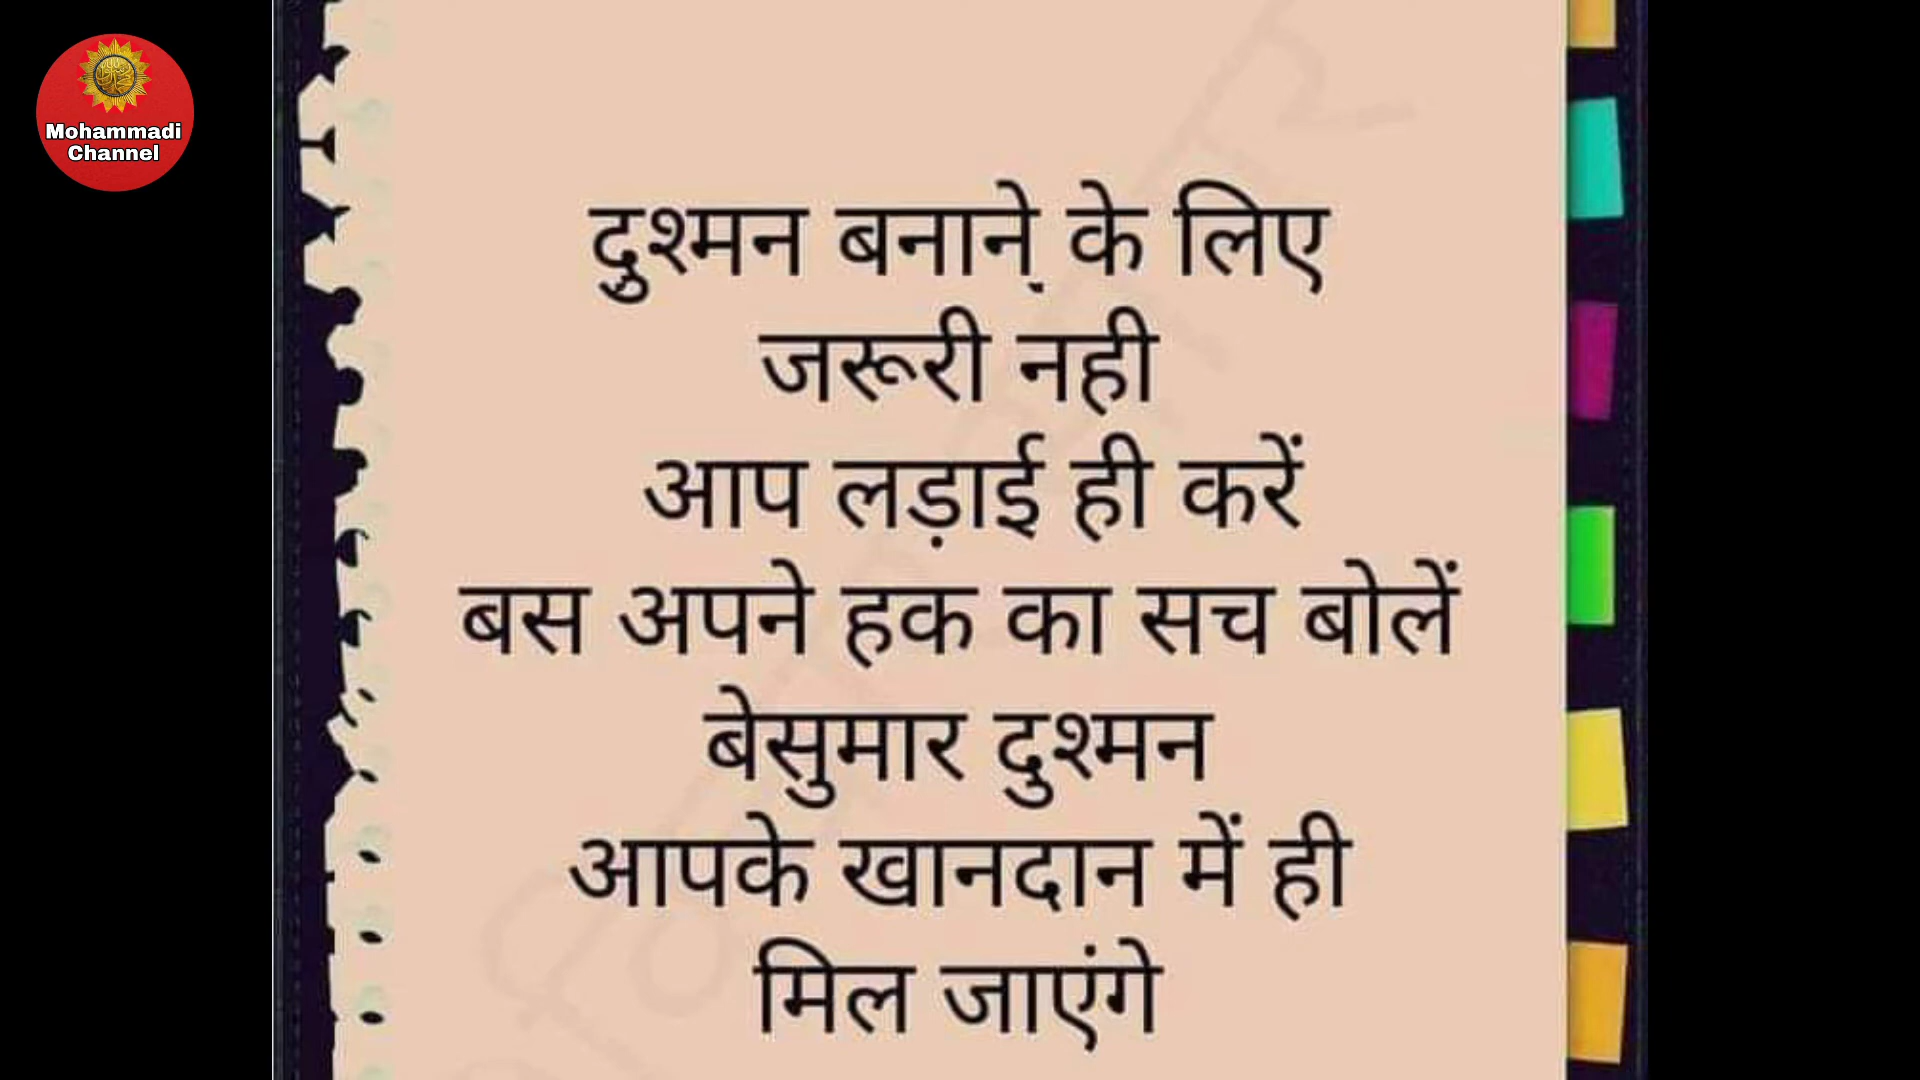 Mohammadi
Channel
दुश्मन बनाने के लिए
जरूरी नही
आप लड़ाई ही करें
बस अपने हक का सच बोलें
बेसुमार दुश्मन
आपके खानदान में ही
मिल जाएंगे